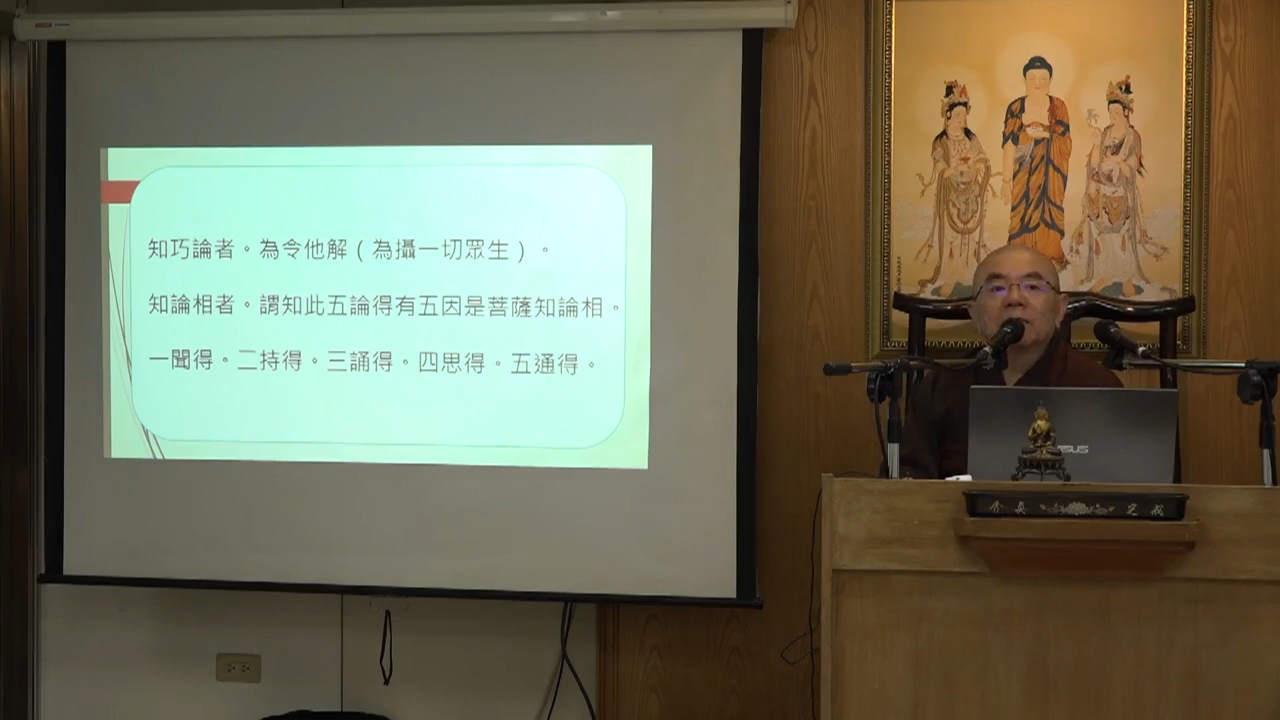 知巧論者。為令他解（為攝一切眾生）。
知論相者。謂知此五論得有五因是菩薩知論相。
一聞得。二持得。三誦得。四思得。五通得。
ASUS